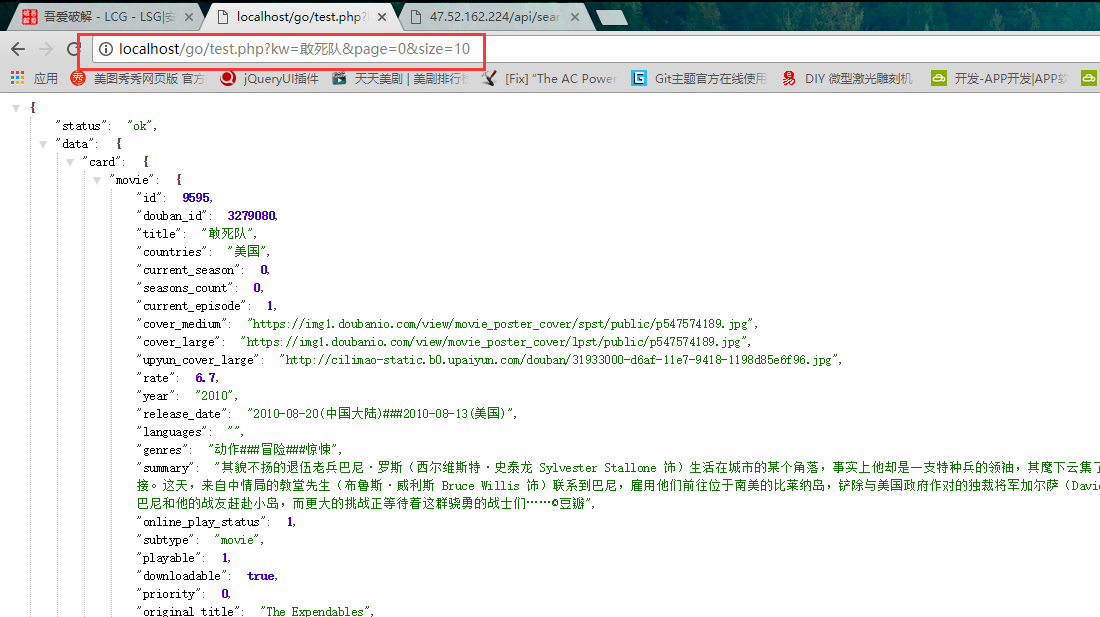 吾爱破解 - LCG - LSG|安
localhost/go/test.php?
47.52.162.224/api/sear
localhost/go/test.php?kw=敢死队&page=0&size=10
应用
美图秀秀网页版 官方
jQueryUI插件
天天美剧 | 美剧排行
[Fix] "The AC Power
Git主题官方在线使用
DIY 微型激光雕刻机
开发-APP开发|APP软
{
"status": "ok",
"data": {
"card": {
"movie": {
"id": 9595,
"douban_id": 3279080,
"title": "敢死队",
"countries": "美国",
"current_season": 0,
"seasons_count": 0,
"current_episode": 1,
"cover_medium": "https://img1.doubanio.com/view/movie_poster_cover/spst/public/p547574189.jpg",
"cover_large": "https://img1.doubanio.com/view/movie_poster_cover/lpst/public/p547574189.jpg",
"upyun_cover_large": "http://cilimao-static.b0.upaiyun.com/douban/31933000-d6af-11e7-9418-1198d85e6f96.jpg",
"rate": 6.7,
"year": "2010",
"release_date": "2010-08-20(中国大陆)###2010-08-13(美国)",
"languages": "",
"genres": "动作###冒险###惊悚",
"summary": "其貌不扬的退伍老兵巴尼·罗斯（西尔维斯特·史泰龙 Sylvester Stallone 饰）生活在城市的某个角落，事实上他却是一支特种兵的领袖，其麾下云集了
接。这天，来自中情局的教堂先生（布鲁斯·威利斯 Bruce Willis 饰）联系到巴尼，雇用他们前往位于南美的比莱纳岛，铲除与美国政府作对的独裁将军加尔萨（Davi
巴尼和他的战友赶赴小岛，而更大的挑战正等待着这群骁勇的战士们……©豆瓣",
"online_play_status": 1,
"subtype": "movie",
"playable": 1,
"downloadable": true,
"priority": 0,
"original_title": "The Expendables",